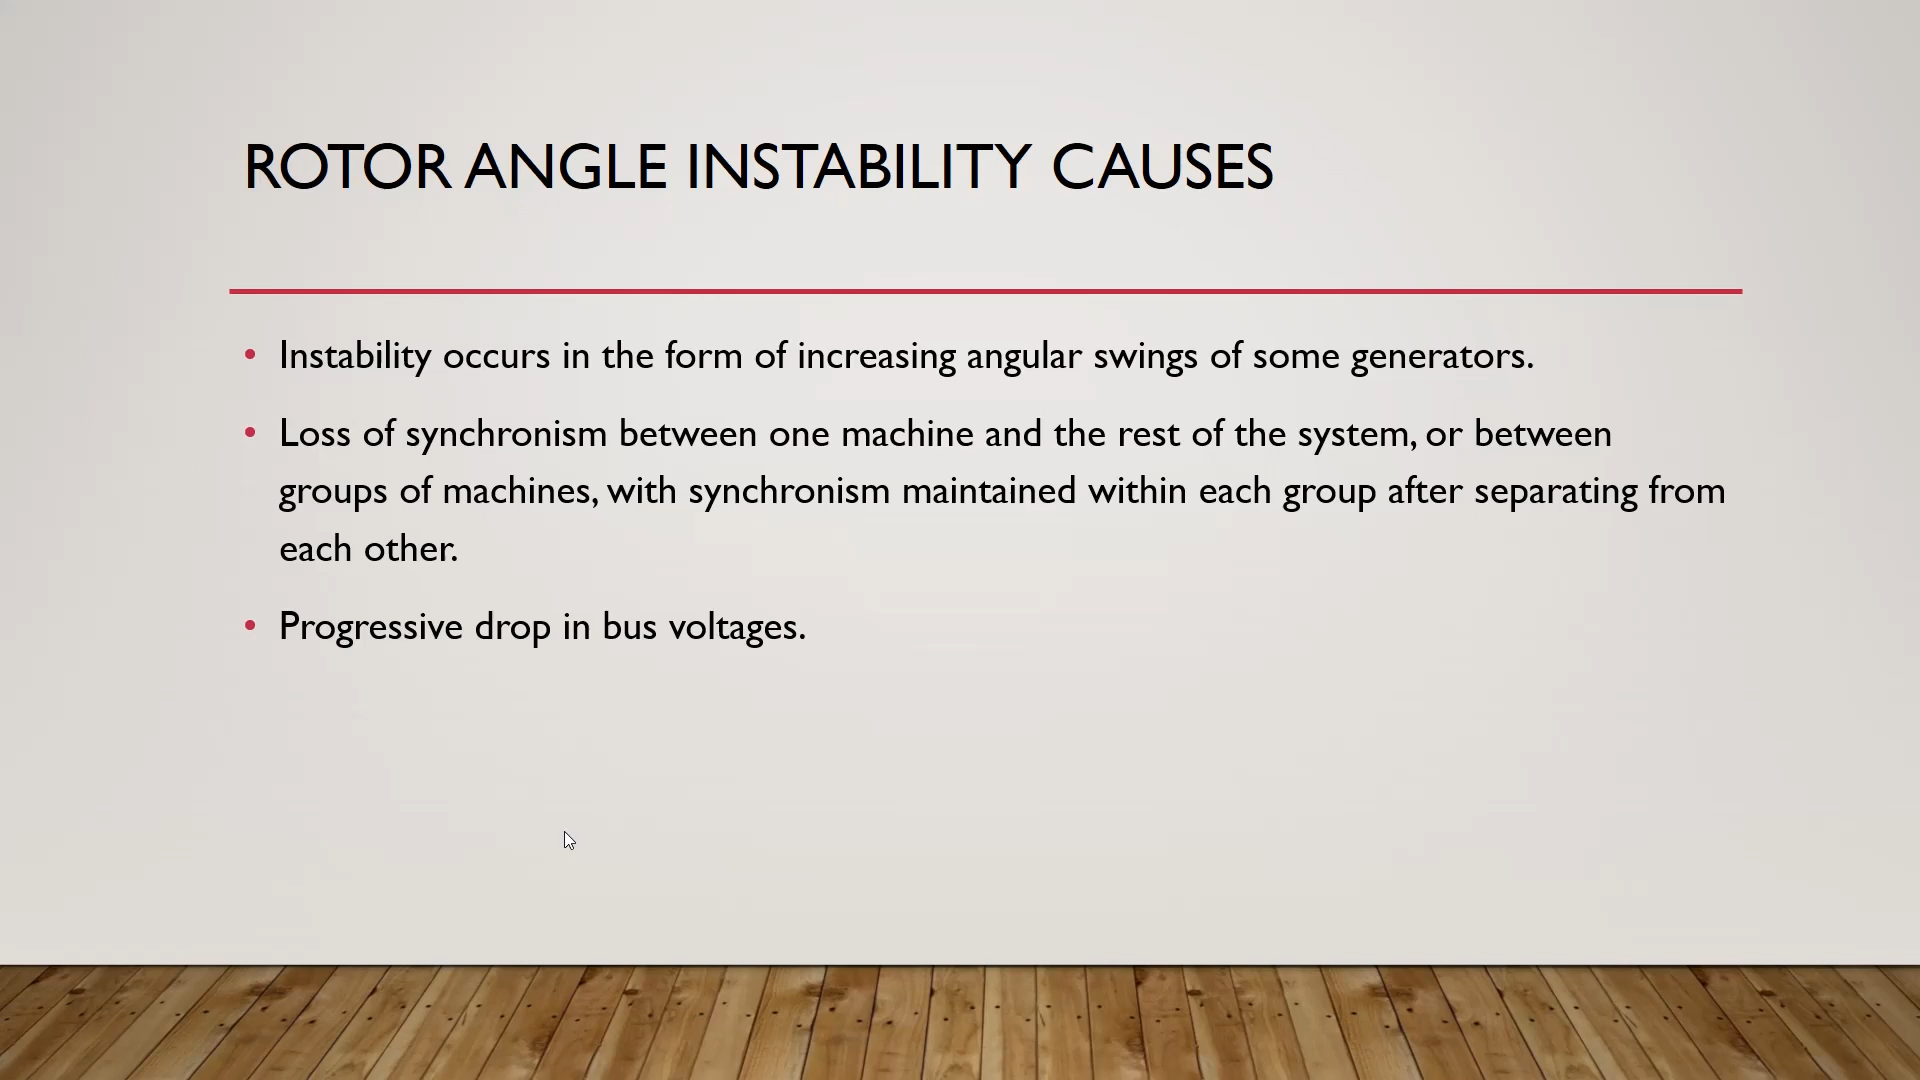 ROTOR ANGLE INSTABILITY CAUSES
• Instability occurs in the form of increasing angular swings of some generators.
• Loss of synchronism between one machine and the rest of the system, or between
groups of machines, with synchronism maintained within each group after separating from
each other.
• Progressive drop in bus voltages.